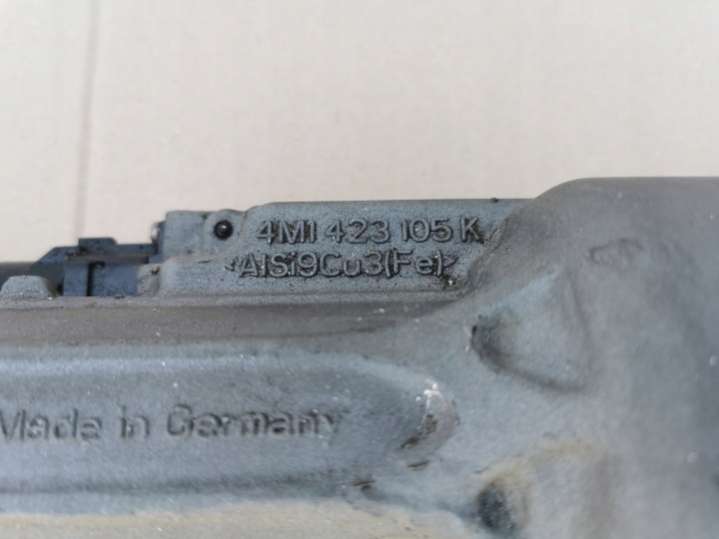 4M1 423 105 K
>AlSi9Cu3(Fe)<
Made in Germany